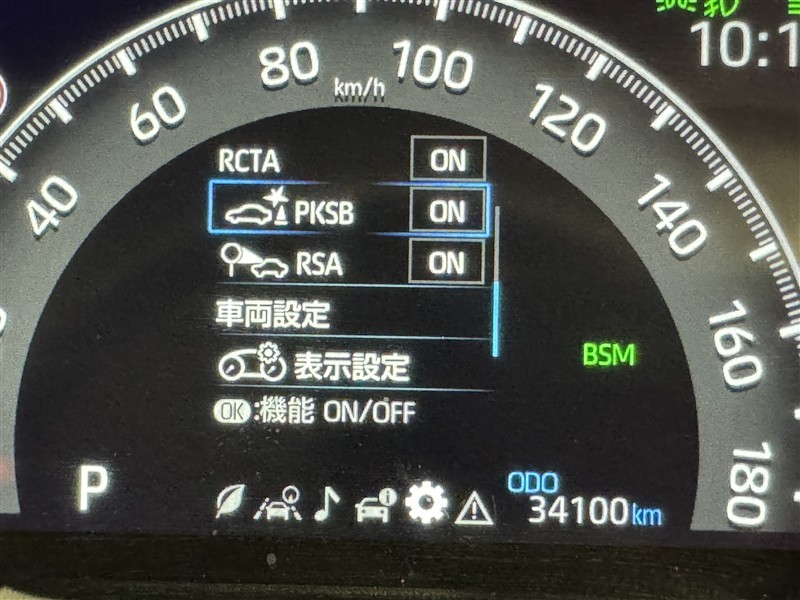 10:1
40
60
80
100
120
140
160
180
km/h
RCTA ON
PKSB ON
RSA ON
車両設定
表示設定
OK:機能 ON/OFF
BSM
P
ODO
34100km